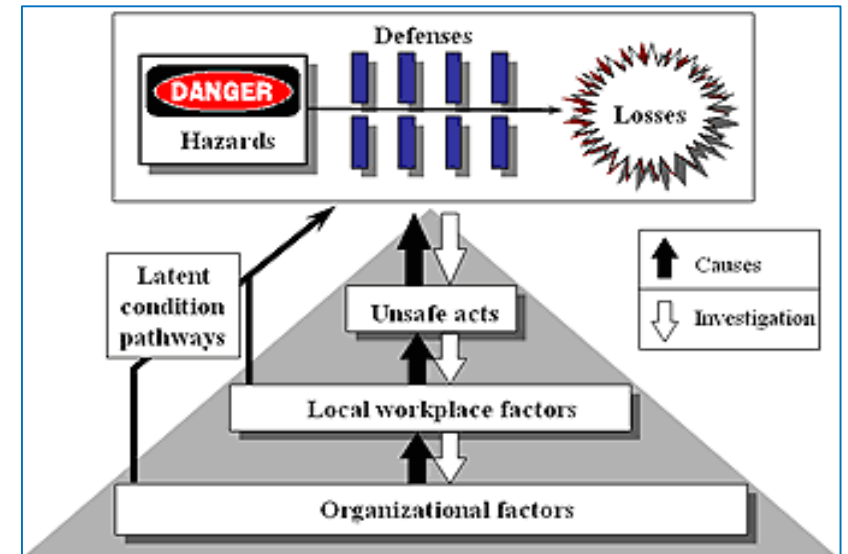 Defenses
DANGER
Hazards
Losses
Latent
condition
pathways
Causes
Investigation
Unsafe acts
Local workplace factors
Organizational factors